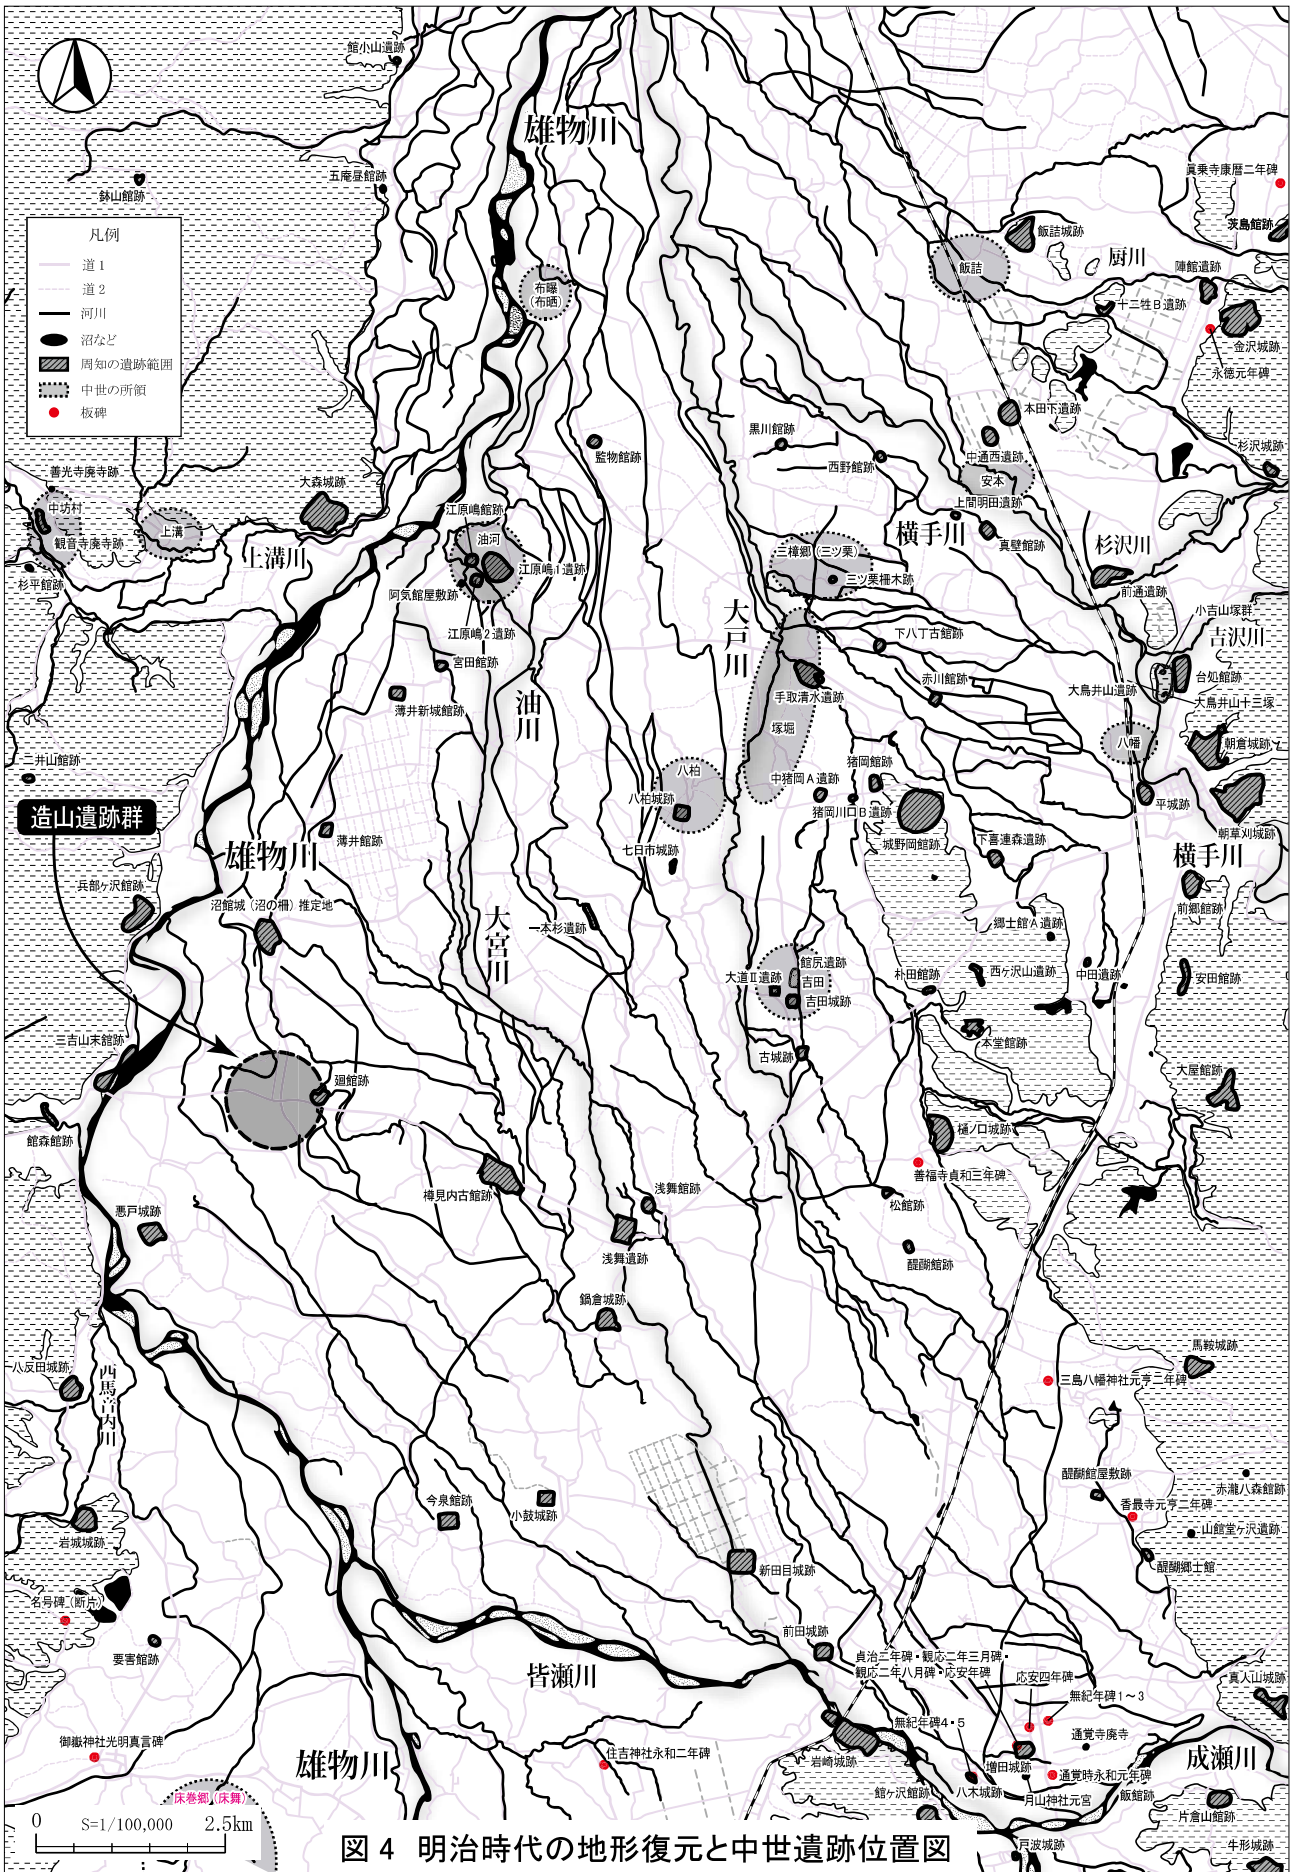 館小山遺跡
雄物川
五庵昼館跡
鉢山館跡
眞乗寺康暦二年碑
茨島館跡
凡例
道1
道2
河川
沼など
周知の遺跡範囲
中世の所領
板碑
飯詰城跡
飯詰
厨川
陣館遺跡
布曝
(布晒)
十二牲B遺跡
金沢城跡
永徳元年碑
本田下遺跡
黒川館跡
監物館跡
西野館跡
中通西遺跡
杉沢城跡
善光寺廃寺跡
大森城跡
安本
中坊村
江原嶋館跡
上間明田遺跡
上溝
油河
横手川
観音寺廃寺跡
上溝川
三樟郷(三ツ栗)
真壁館跡
杉沢川
杉平館跡
江原嶋1遺跡
三ツ栗柵木跡
阿気館屋敷跡
前通遺跡
大戸川
小吉山塚群
江原嶋2遺跡
下八丁古館跡
吉沢川
宮田館跡
赤川館跡
台処館跡
油川
手取清水遺跡
大鳥井山遺跡
薄井新城館跡
大鳥井山十三塚
塚堀
八幡
朝倉城跡
二井山館跡
八柏
猪岡館跡
中猪岡A遺跡
八柏城跡
平城跡
造山遺跡群
猪岡川口B遺跡
朝草刈城跡
薄井館跡
城野岡館跡
下喜連森遺跡
雄物川
七日市城跡
横手川
兵部ヶ沢館跡
沼館城(沼の柵)推定地
前郷館跡
大宮川
一本杉遺跡
郷士館A遺跡
館尻遺跡
大道Ⅱ遺跡
吉田
朴田館跡
西ヶ沢山遺跡
中田遺跡
安田館跡
吉田城跡
三吉山末館跡
本堂館跡
古城跡
廻館跡
大屋館跡
館森館跡
樋ノ口城跡
善福寺貞和三年碑
樽見内古館跡
浅舞館跡
松館跡
悪戸城跡
浅舞遺跡
醍醐館跡
鍋倉城跡
馬鞍城跡
八反田城跡
西馬音内川
三島八幡神社元亨二年碑
醍醐館屋敷跡
赤瀧八森館跡
今泉館跡
小鼓城跡
香最寺元亨二年碑
山館堂ヶ沢遺跡
岩城城跡
新田目城跡
醍醐郷士館
名号碑(断片)
前田城跡
要害館跡
貞治二年碑・観応二年三月碑・
観応二年八月碑・応安年碑
皆瀬川
応安四年碑
真人山城跡
無紀年碑1～3
無紀年碑4・5
通覚寺廃寺
御嶽神社光明真言碑
住吉神社永和二年碑
岩崎城跡
成瀬川
雄物川
増田城跡
通覚時永和元年碑
床巻郷(床舞)
館ヶ沢館跡
八木城跡
月山神社元宮
飯館跡
片倉山館跡
0 S=1/100,000 2.5km
戸波城跡
牛形城跡
図4 明治時代の地形復元と中世遺跡位置図